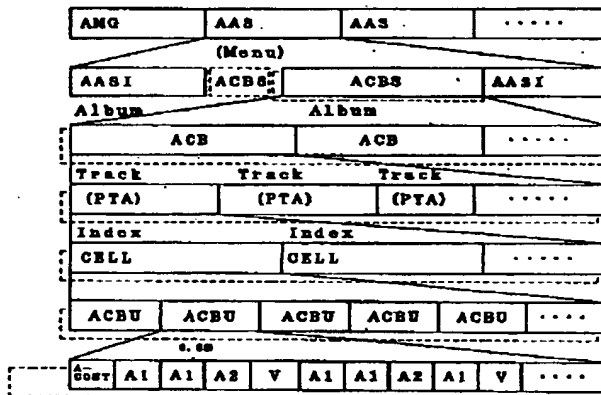 AMG AAS AAS .....
(Menu)
AASI ACBS ACBS AASI
Album Album
ACB ACB .....
Track Track Track
(PTA) (PTA) (PTA) .....
Index Index
CELL CELL .....
ACBU ACBU ACBU ACBU ACBU ....
A-
CONT A1 A1 A2 V A1 A1 A2 A1 V ....